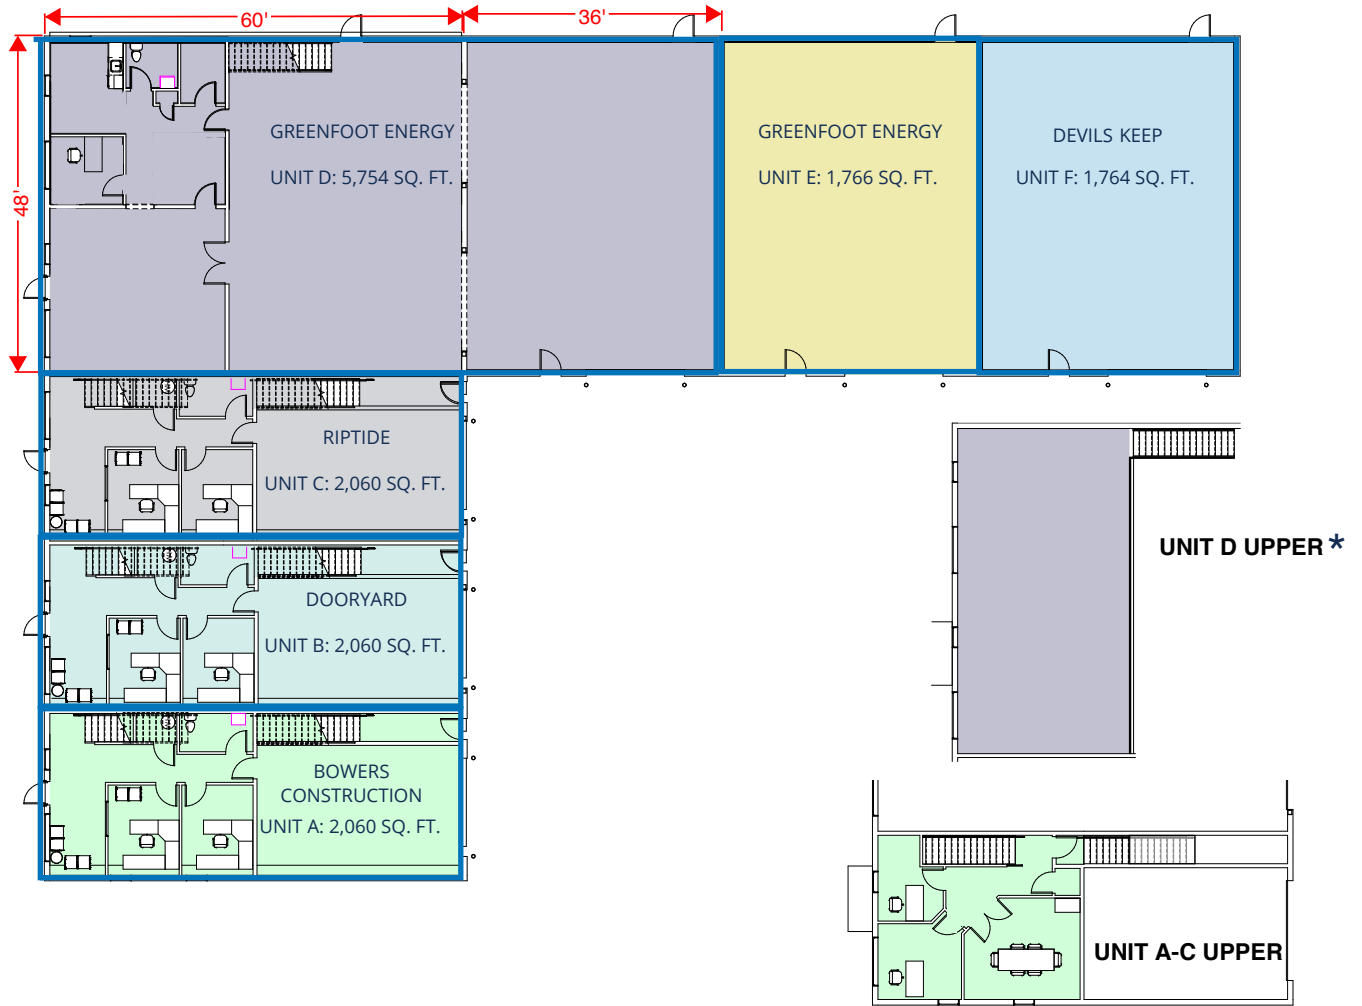 60'
36'
48'
GREENFOOT ENERGY
UNIT D: 5,754 SQ. FT.
GREENFOOT ENERGY
UNIT E: 1,766 SQ. FT.
DEVILS KEEP
UNIT F: 1,764 SQ. FT.
RIPTIDE
UNIT C: 2,060 SQ. FT.
DOORYARD
UNIT B: 2,060 SQ. FT.
BOWERS
CONSTRUCTION
UNIT A: 2,060 SQ. FT.
UNIT D UPPER *
UNIT A-C UPPER